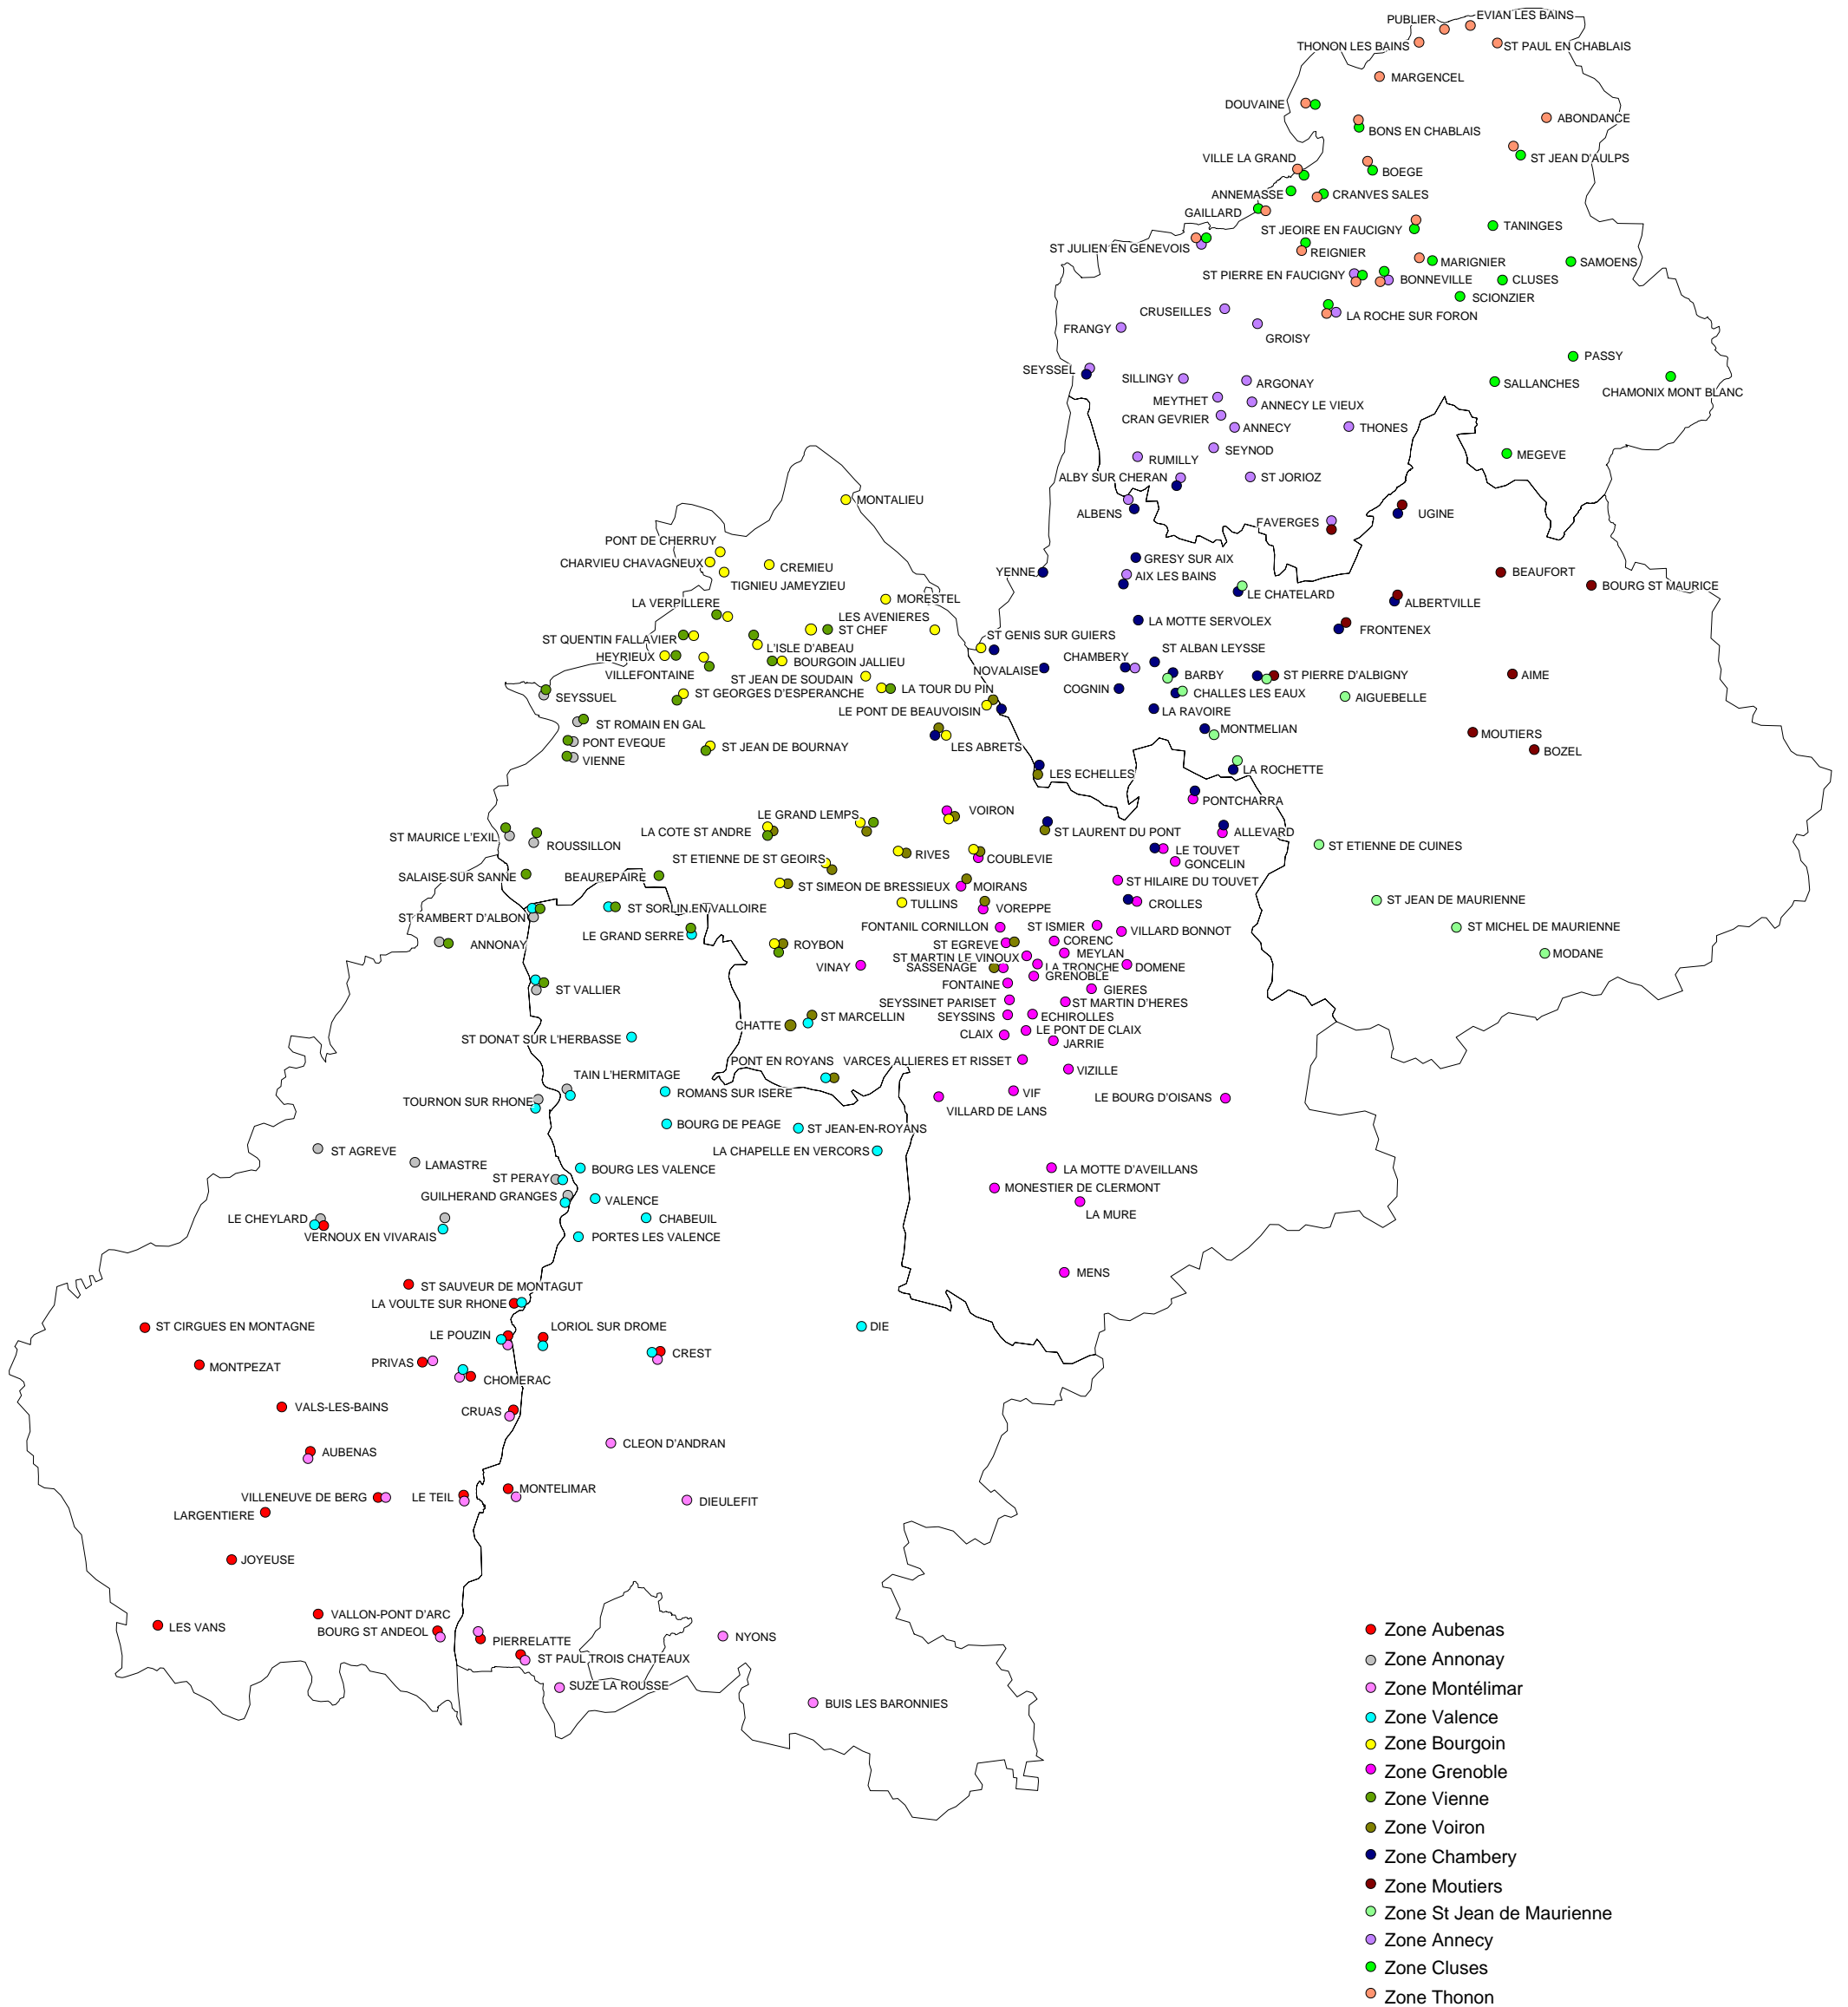 EVIAN LES BAINS
PUBLIER
THONON LES BAINS
ST PAUL EN CHABLAIS
MARGENCEL
DOUVAINE
ABONDANCE
BONS EN CHABLAIS
VILLE LA GRAND
ST JEAN D'AULPS
BOEGE
ANNEMASSE
CRANVES SALES
GAILLARD
ST JEOIRE EN FAUCIGNY
TANINGES
ST JULIEN EN GENEVOIS
REIGNIER
MARIGNIER
SAMOENS
ST PIERRE EN FAUCIGNY
BONNEVILLE
CLUSES
SCIONZIER
CRUSEILLES
LA ROCHE SUR FORON
FRANGY
GROISY
PASSY
SEYSSEL
SILLINGY
ARGONAY
SALLANCHES
CHAMONIX MONT BLANC
MEYTHET
ANNECY LE VIEUX
CRAN GEVRIER
ANNECY
THONES
SEYNOD
MEGEVE
RUMILLY
ALBY SUR CHERAN
ST JORIOZ
MONTALIEU
ALBENS
UGINE
FAVERGES
PONT DE CHERRUY
CHARVIEU CHAVAGNEUX
CREMIEU
GRESY SUR AIX
YENNE
AIX LES BAINS
BEAUFORT
BOURG ST MAURICE
TIGNIEU JAMEYZIEU
LE CHATELARD
MORESTEL
ALBERTVILLE
LA VERPILLERE
LES AVENIERES
LA MOTTE SERVOLEX
ST CHEF
FRONTENEX
ST QUENTIN FALLAVIER
ST GENIS SUR GUIERS
L'ISLE D'ABEAU
ST ALBAN LEYSSE
HEYRIEUX
BOURGOIN JALLIEU
CHAMBERY
NOVALAISE
VILLEFONTAINE
BARBY
ST PIERRE D'ALBIGNY
AIME
ST JEAN DE SOUDAIN
ST GEORGES D'ESPERANCHE
LA TOUR DU PIN
COGNIN
CHALLES LES EAUX
AIGUEBELLE
SEYSSUEL
LE PONT DE BEAUVOISIN
LA RAVOIRE
ST ROMAIN EN GAL
MONTMELIAN
MOUTIERS
PONT EVEQUE
ST JEAN DE BOURNAY
LES ABRETS
BOZEL
VIENNE
LES ECHELLES
LA ROCHETTE
PONTCHARRA
VOIRON
LE GRAND LEMPS
ST MAURICE L'EXIL
LA COTE ST ANDRE
ST LAURENT DU PONT
ALLEVARD
ROUSSILLON
ST ETIENNE DE CUINES
LE TOUVET
RIVES
ST ETIENNE DE ST GEOIRS
COUBLEVIE
GONCELIN
SALAISE SUR SANNE
BEAUREPAIRE
ST HILAIRE DU TOUVET
ST SIMEON DE BRESSIEUX
MOIRANS
TULLINS
CROLLES
ST JEAN DE MAURIENNE
ST RAMBERT D'ALBON
ST SORLIN EN VALLOIRE
VOREPPE
FONTANIL CORNILLON
ST ISMIER
ST MICHEL DE MAURIENNE
LE GRAND SERRE
VILLARD BONNOT
ANNONAY
ROYBON
ST EGREVE
CORENC
MEYLAN
MODANE
ST MARTIN LE VINOUX
VINAY
SASSENAGE
LA TRONCHE
DOMENE
GRENOBLE
ST VALLIER
FONTAINE
GIERES
SEYSSINET PARISET
ST MARTIN D'HERES
ST MARCELLIN
SEYSSINS
ECHIROLLES
CHATTE
LE PONT DE CLAIX
CLAIX
ST DONAT SUR L'HERBASSE
JARRIE
PONT EN ROYANS
VARCES ALLIERES ET RISSET
VIZILLE
TAIN L'HERMITAGE
ROMANS SUR ISERE
VIF
LE BOURG D'OISANS
TOURNON SUR RHONE
VILLARD DE LANS
BOURG DE PEAGE
ST JEAN-EN-ROYANS
ST AGREVE
LA CHAPELLE EN VERCORS
LAMASTRE
BOURG LES VALENCE
LA MOTTE D'AVEILLANS
ST PERAY
MONESTIER DE CLERMONT
GUILHERAND GRANGES
VALENCE
LA MURE
LE CHEYLARD
CHABEUIL
VERNOUX EN VIVARAIS
PORTES LES VALENCE
MENS
ST SAUVEUR DE MONTAGUT
LA VOULTE SUR RHONE
ST CIRGUES EN MONTAGNE
LORIOL SUR DROME
DIE
LE POUZIN
CREST
PRIVAS
MONTPEZAT
CHOMERAC
VALS-LES-BAINS
CRUAS
CLEON D'ANDRAN
AUBENAS
MONTELIMAR
VILLENEUVE DE BERG
LE TEIL
DIEULEFIT
LARGENTIERE
JOYEUSE
VALLON-PONT D'ARC
LES VANS
BOURG ST ANDEOL
PIERRELATTE
NYONS
ST PAUL TROIS CHATEAUX
SUZE LA ROUSSE
BUIS LES BARONNIES
Zone Aubenas
Zone Annonay
Zone Montélimar
Zone Valence
Zone Bourgoin
Zone Grenoble
Zone Vienne
Zone Voiron
Zone Chambery
Zone Moutiers
Zone St Jean de Maurienne
Zone Annecy
Zone Cluses
Zone Thonon